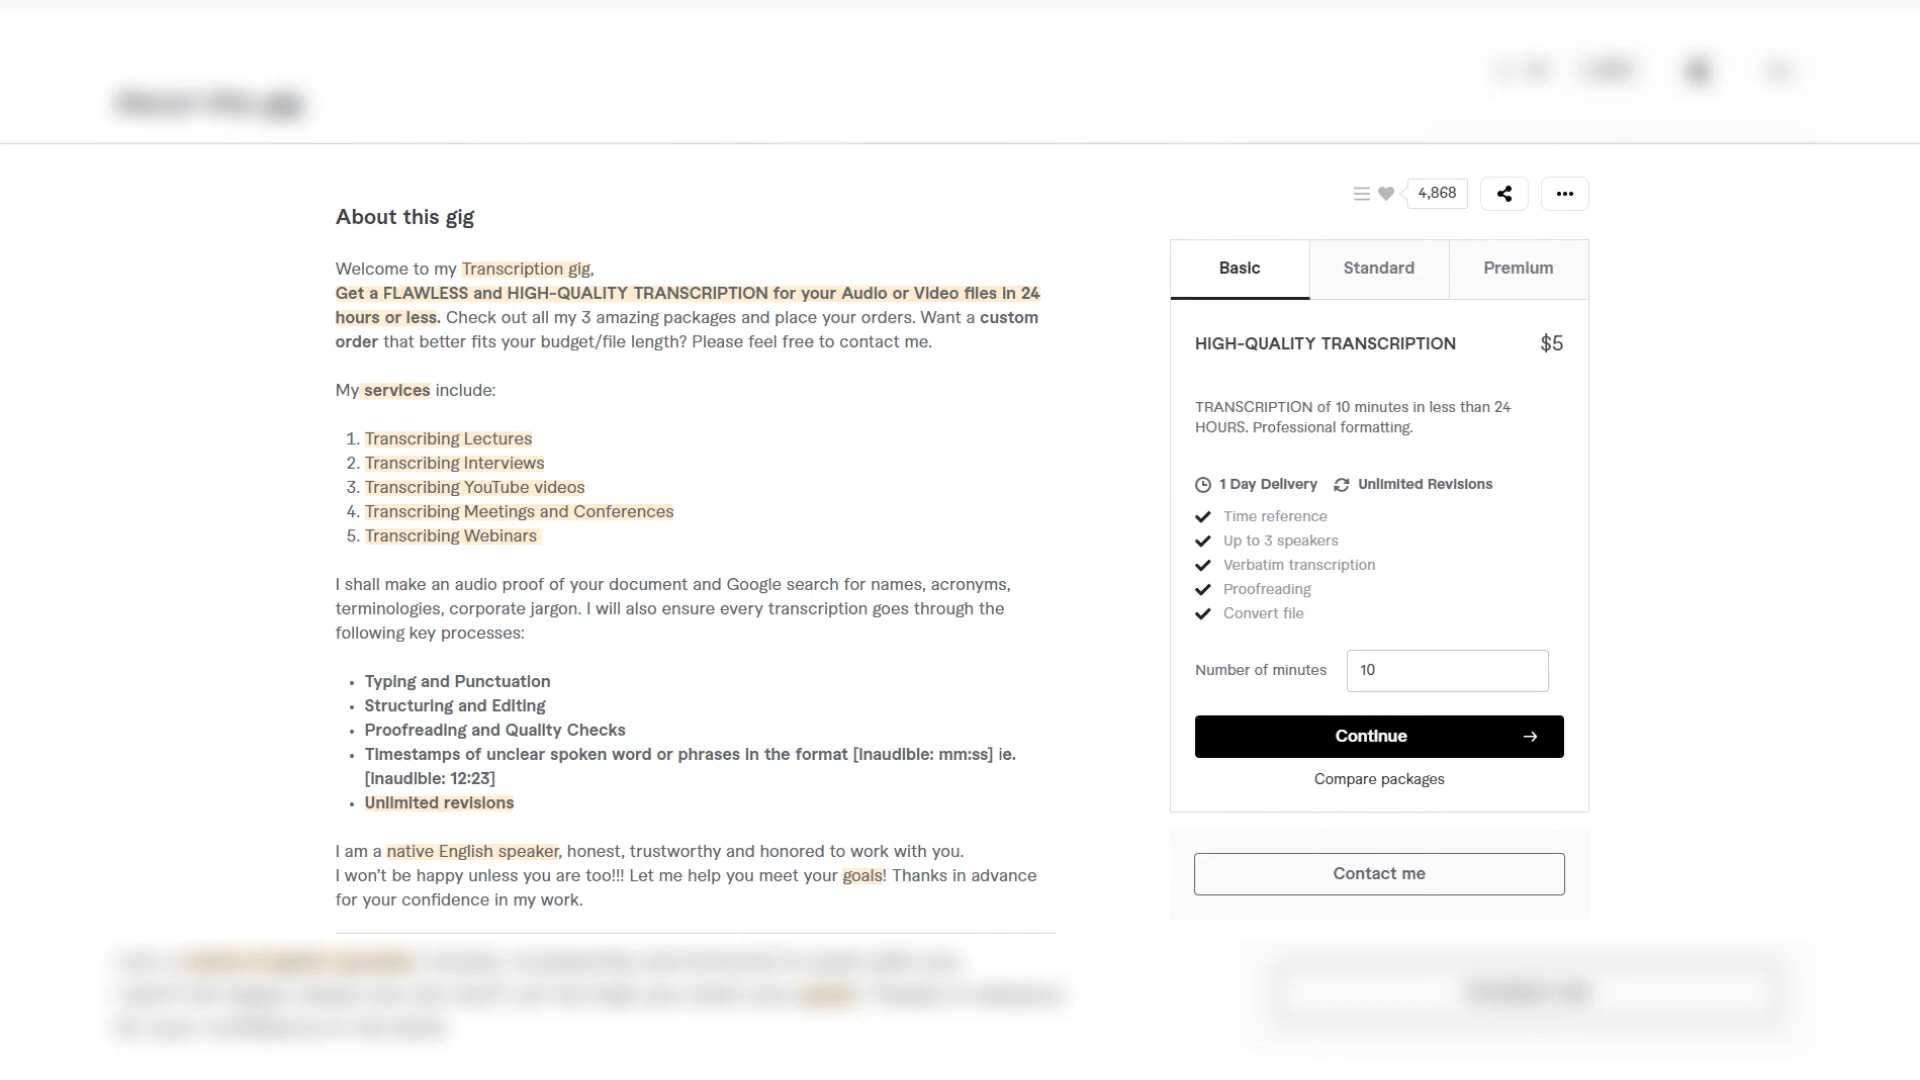 About this gig
Welcome to my Transcription gig,
Get a FLAWLESS and HIGH-QUALITY TRANSCRIPTION for your Audio or Video files in 24
hours or less. Check out all my 3 amazing packages and place your orders. Want a custom
order that better fits your budget/file length? Please feel free to contact me.
My services include:
1. Transcribing Lectures
2. Transcribing Interviews
3. Transcribing YouTube videos
4. Transcribing Meetings and Conferences
5. Transcribing Webinars
I shall make an audio proof of your document and Google search for names, acronyms,
terminologies, corporate jargon. I will also ensure every transcription goes through the
following key processes:
• Typing and Punctuation
• Structuring and Editing
• Proofreading and Quality Checks
• Timestamps of unclear spoken word or phrases in the format [inaudible: mm:ss] ie.
[inaudible: 12:23]
• Unlimited revisions
I am a native English speaker, honest, trustworthy and honored to work with you.
I won't be happy unless you are too!!! Let me help you meet your goals! Thanks in advance
for your confidence in my work.
4,868
Basic Standard Premium
HIGH-QUALITY TRANSCRIPTION $5
TRANSCRIPTION of 10 minutes in less than 24
HOURS. Professional formatting.
1 Day Delivery Unlimited Revisions
Time reference
Up to 3 speakers
Verbatim transcription
Proofreading
Convert file
Number of minutes 10
Continue
Compare packages
Contact me